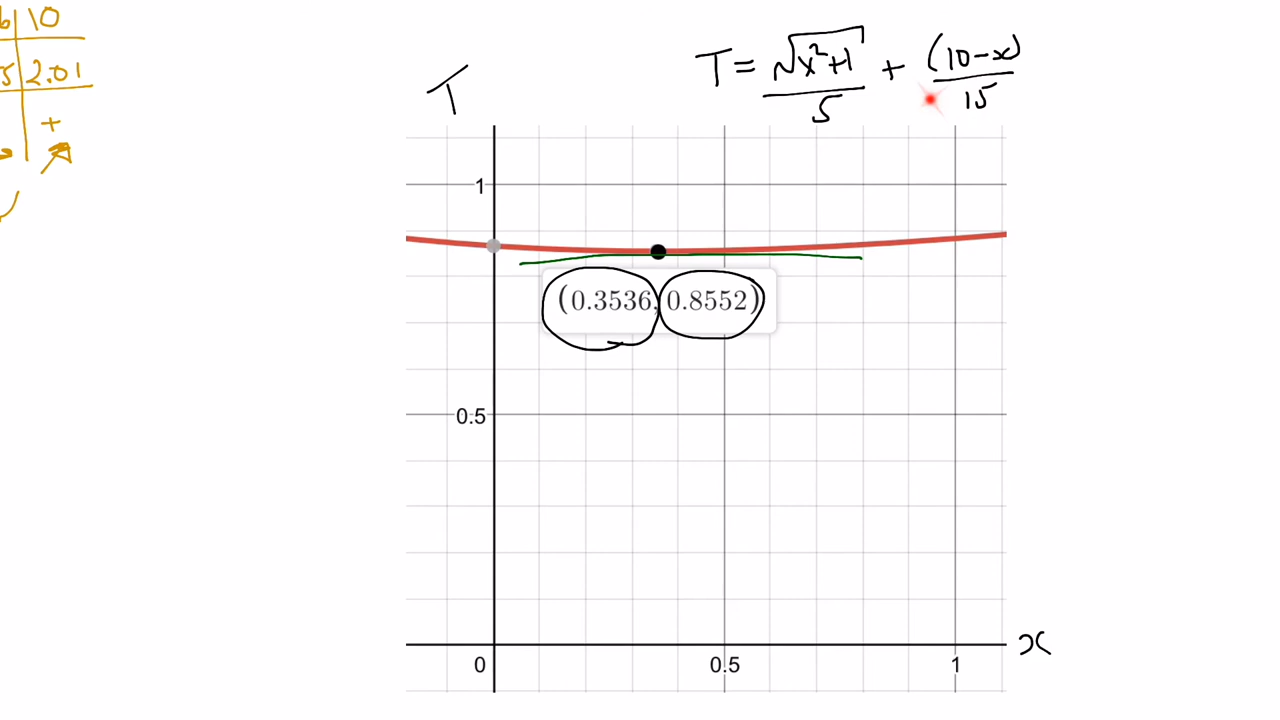 10
5 2.01
+
T
T = √x²+1 / 5 + (10-x) / 15
1
(0.3536, 0.8552)
0.5
x
0 0.5 1